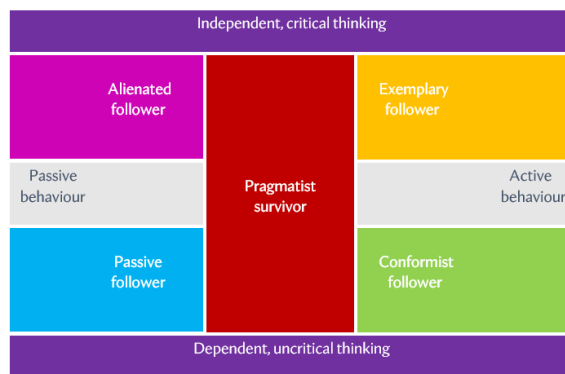 Independent, critical thinking
Alienated
follower
Exemplary
follower
Passive
behaviour
Pragmatist
survivor
Active
behaviour
Passive
follower
Conformist
follower
Dependent, uncritical thinking